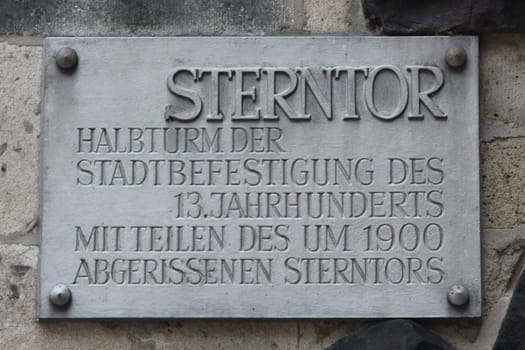 STERNTOR
HALBTURM DER
STADTBEFESTIGUNG DES
13. JAHRHUNDERTS
MIT TEILEN DES UM 1900
ABGERISSENEN STERNTORS